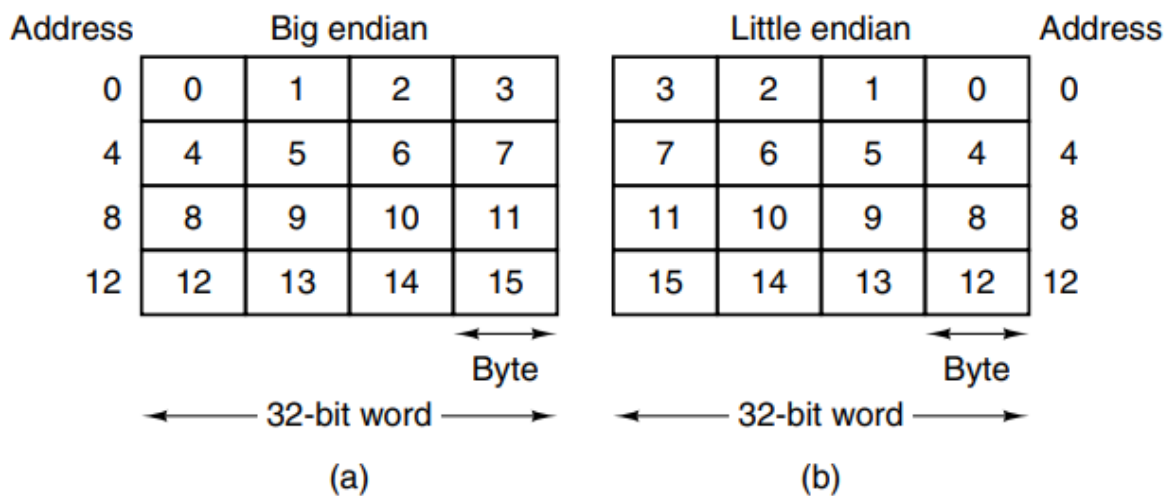 Address Big endian Little endian Address
0 0 1 2 3 3 2 1 0 0
4 4 5 6 7 7 6 5 4 4
8 8 9 10 11 11 10 9 8 8
12 12 13 14 15 15 14 13 12 12
Byte Byte
32-bit word 32-bit word
(a) (b)